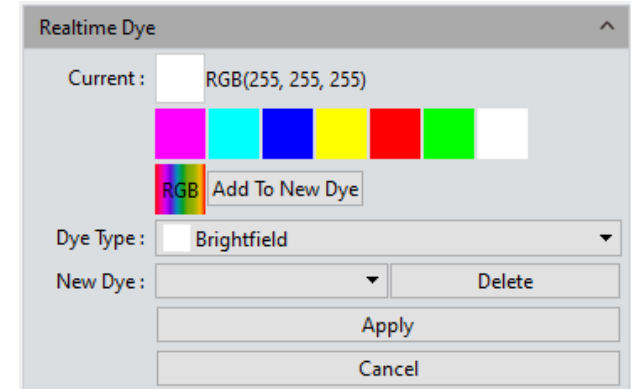 Realtime Dye
Current : RGB(255, 255, 255)
RGB Add To New Dye
Dye Type : Brightfield
New Dye : Delete
Apply
Cancel